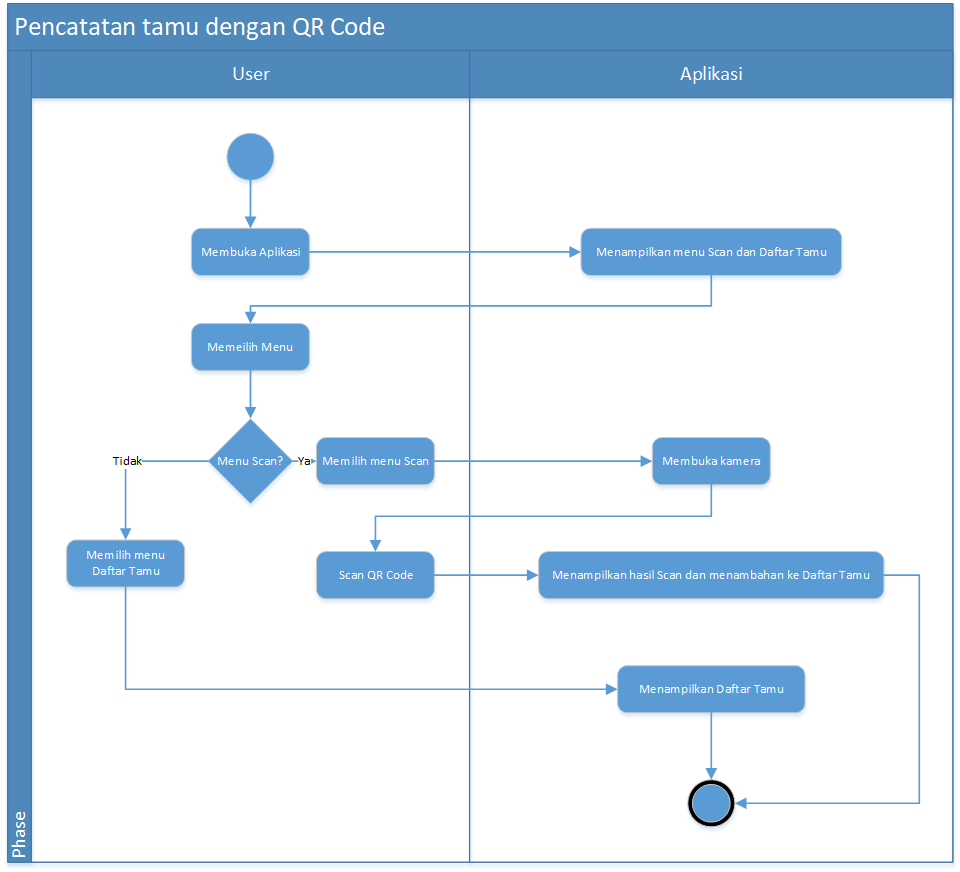 Pencatatan tamu dengan QR Code
User
Aplikasi
Membuka Aplikasi
Menampilkan menu Scan dan Daftar Tamu
Memeilih Menu
Tidak
Menu Scan?
Ya
Memilih menu Scan
Membuka kamera
Memilih menu
Daftar Tamu
Scan QR Code
Menampilkan hasil Scan dan menambahan ke Daftar Tamu
Menampilkan Daftar Tamu
Phase